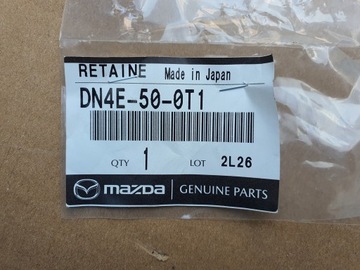 RETAINE Made in Japan
DN4E-50-0T1
QTY 1 LOT 2L26
mazda GENUINE PARTS